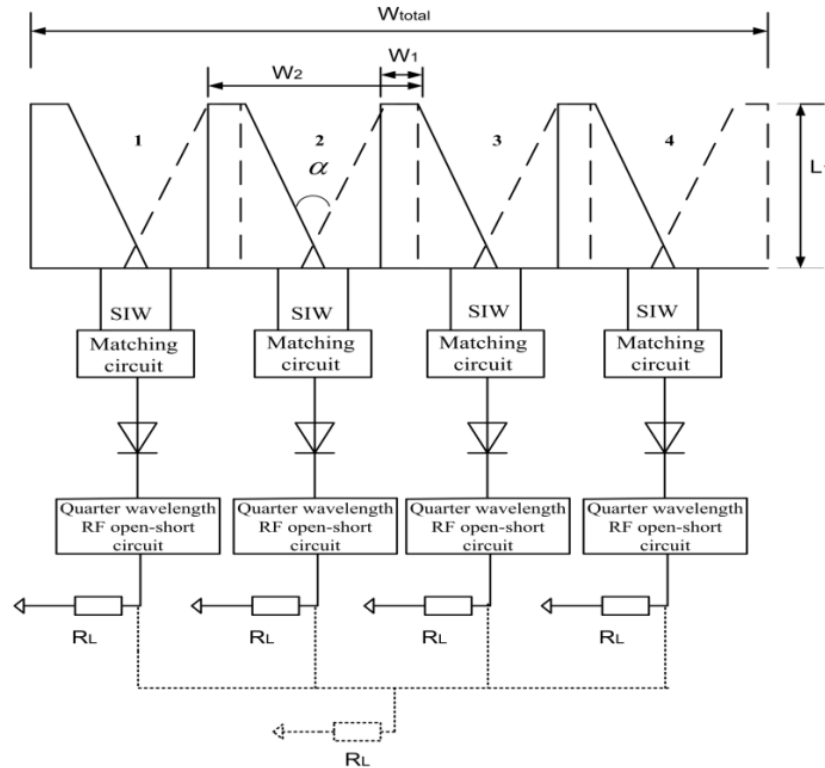 Wtotal
W2
W1
1
2
3
4
α
SIW
SIW
SIW
SIW
Matching
circuit
Matching
circuit
Matching
circuit
Matching
circuit
Quarter wavelength
RF open-short
circuit
Quarter wavelength
RF open-short
circuit
Quarter wavelength
RF open-short
circuit
Quarter wavelength
RF open-short
circuit
RL
RL
RL
RL
RL